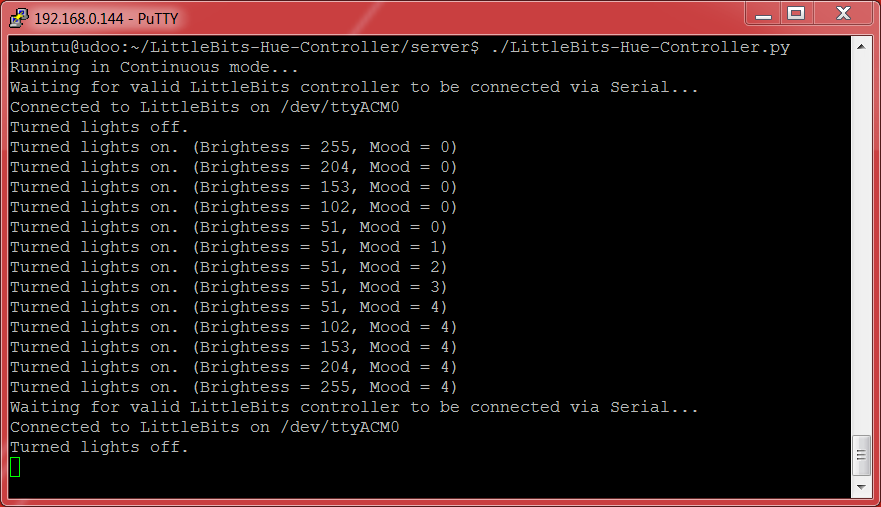 192.168.0.144 - PuTTY
ubuntu@udoo:~/LittleBits-Hue-Controller/server$ ./LittleBits-Hue-Controller.py
Running in Continuous mode...
Waiting for valid LittleBits controller to be connected via Serial...
Connected to LittleBits on /dev/ttyACM0
Turned lights off.
Turned lights on. (Brightess = 255, Mood = 0)
Turned lights on. (Brightess = 204, Mood = 0)
Turned lights on. (Brightess = 153, Mood = 0)
Turned lights on. (Brightess = 102, Mood = 0)
Turned lights on. (Brightess = 51, Mood = 0)
Turned lights on. (Brightess = 51, Mood = 1)
Turned lights on. (Brightess = 51, Mood = 2)
Turned lights on. (Brightess = 51, Mood = 3)
Turned lights on. (Brightess = 51, Mood = 4)
Turned lights on. (Brightess = 102, Mood = 4)
Turned lights on. (Brightess = 153, Mood = 4)
Turned lights on. (Brightess = 204, Mood = 4)
Turned lights on. (Brightess = 255, Mood = 4)
Waiting for valid LittleBits controller to be connected via Serial...
Connected to LittleBits on /dev/ttyACM0
Turned lights off.